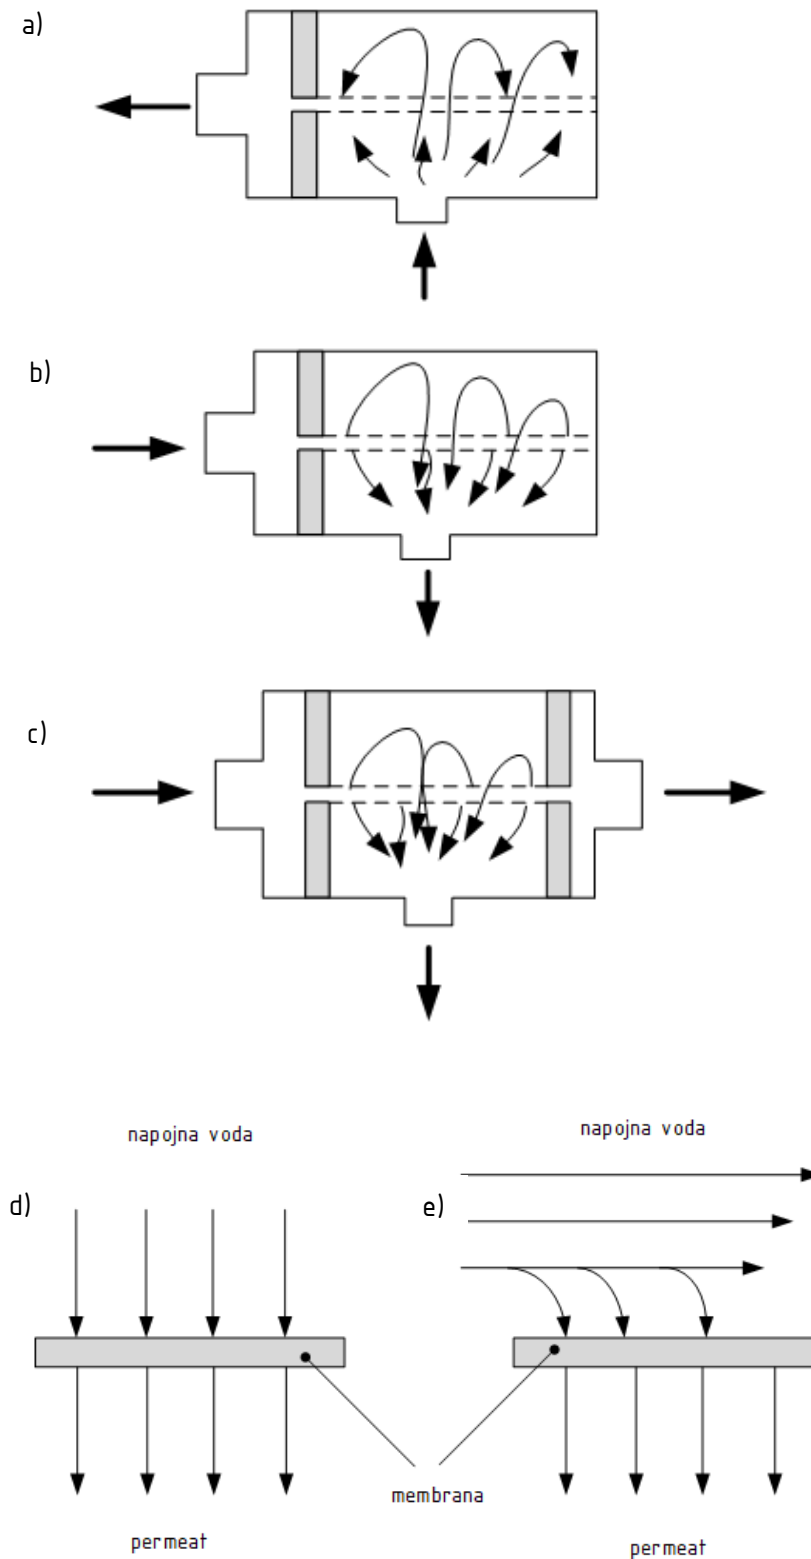 a)
b)
c)
napojna voda
napojna voda
d)
e)
membrana
permeat
permeat